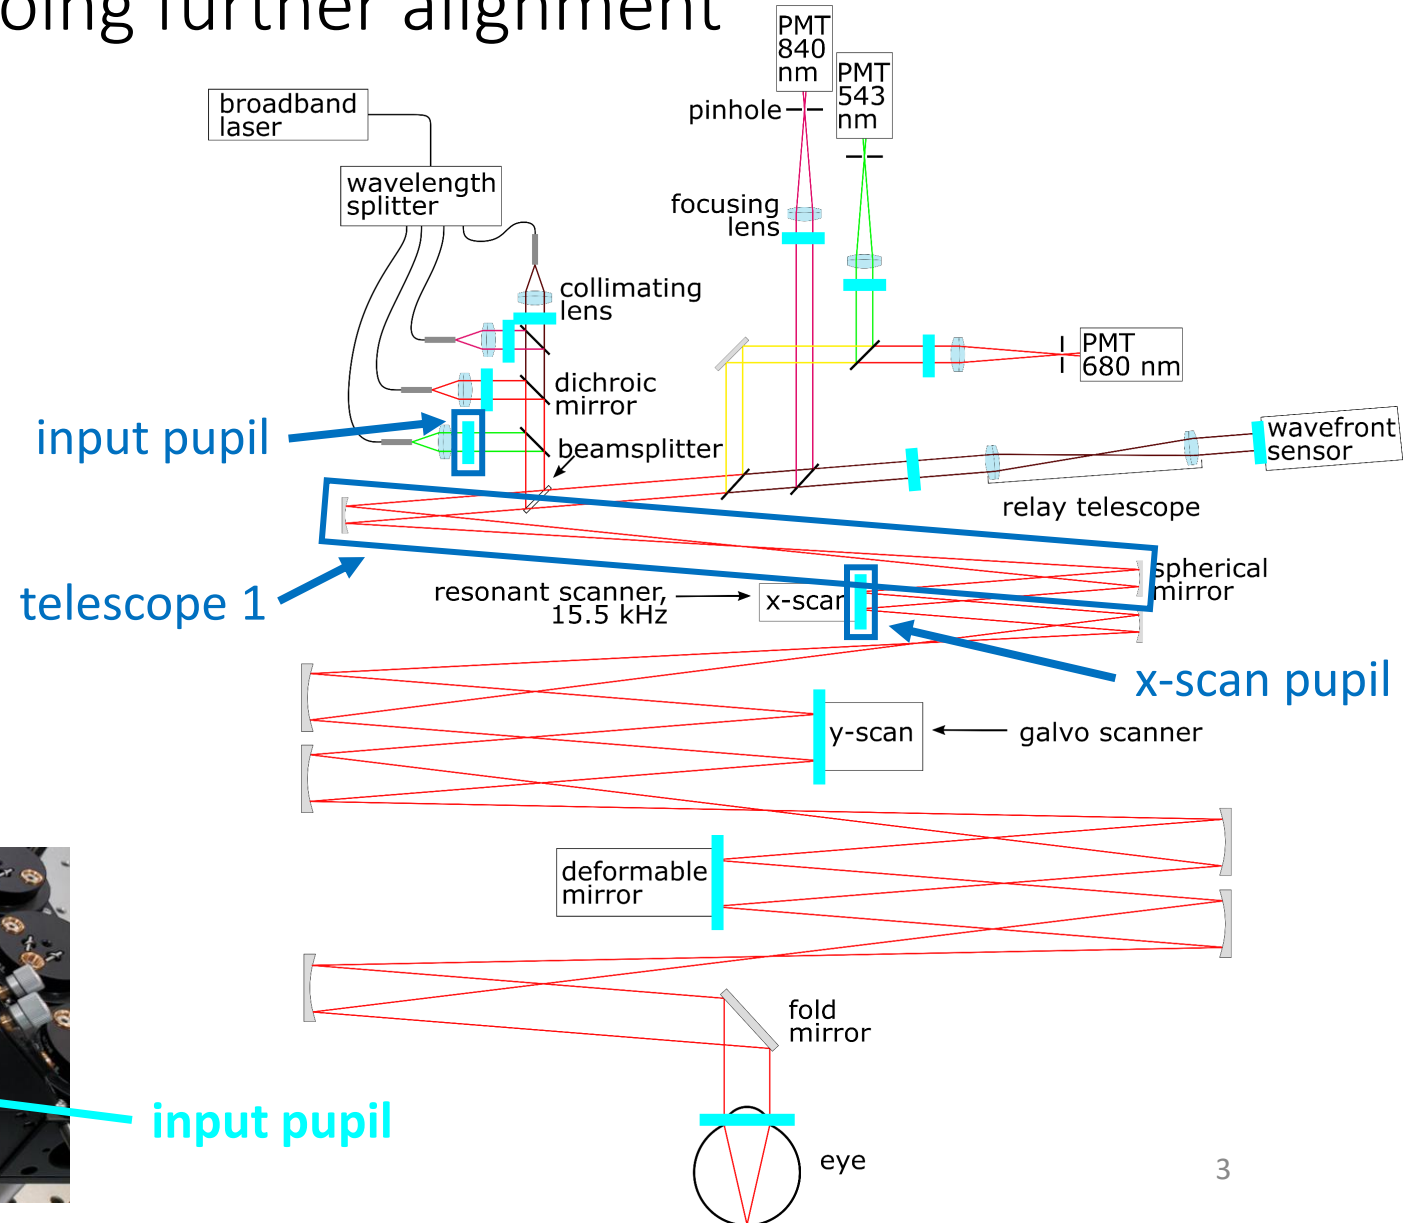 oing further alignment
PMT
840
nm
PMT
543
nm
pinhole
broadband
laser
wavelength
splitter
focusing
lens
collimating
lens
PMT
680 nm
dichroic
mirror
input pupil
beamsplitter
wavefront
sensor
relay telescope
spherical
mirror
telescope 1
resonant scanner,
15.5 kHz
x-scan
x-scan pupil
y-scan
galvo scanner
deformable
mirror
fold
mirror
input pupil
eye
3